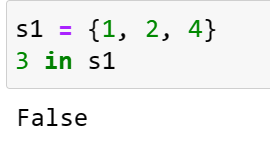 s1 = {1, 2, 4}
3 in s1
False